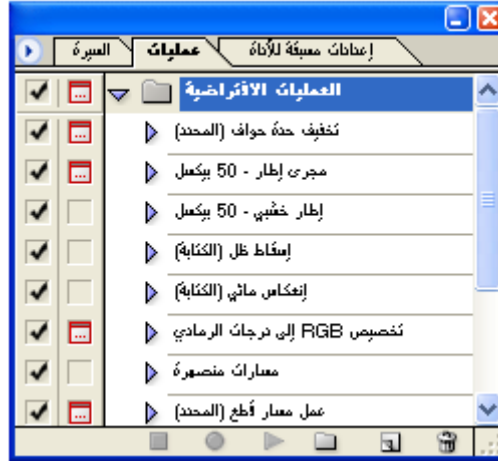 إعدادات مسبقة للأداة عمليات السيرة
العمليات الافتراضية
تخفيف حدة حواف (المحدد)
مجرى إطار - 50 بيكسل
إطار خشبي - 50 بيكسل
إسقاط ظل (الكتابة)
إنعكاس مائي (الكتابة)
تخصيص RGB إلى درجات الرمادي
مسارات منصهرة
عمل مسار قطع (المحدد)